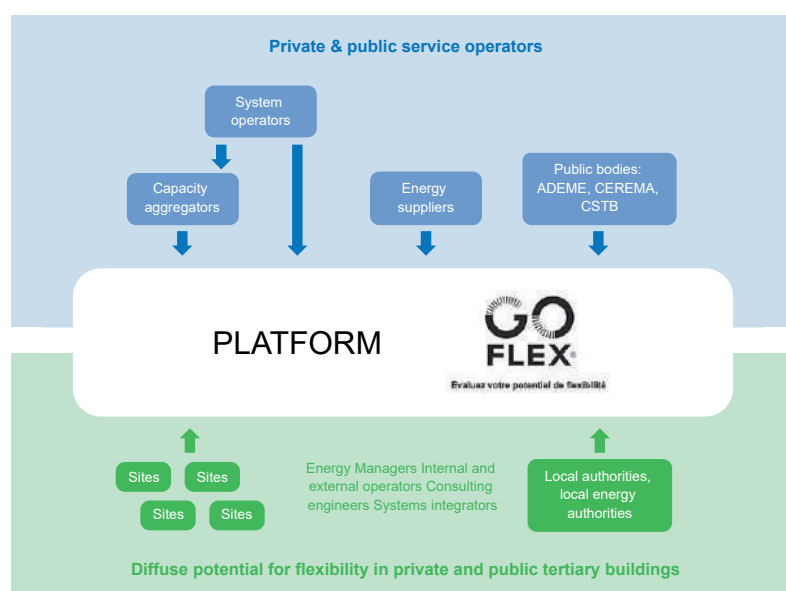 Private & public service operators
System
operators
Capacity
aggregators
Energy
suppliers
Public bodies:
ADEME, CEREMA,
CSTB
PLATFORM
GO
FLEX®
Evaluez votre potentiel de flexibilité
Sites
Sites
Sites
Sites
Energy Managers Internal and
external operators Consulting
engineers Systems integrators
Local authorities,
local energy
authorities
Diffuse potential for flexibility in private and public tertiary buildings